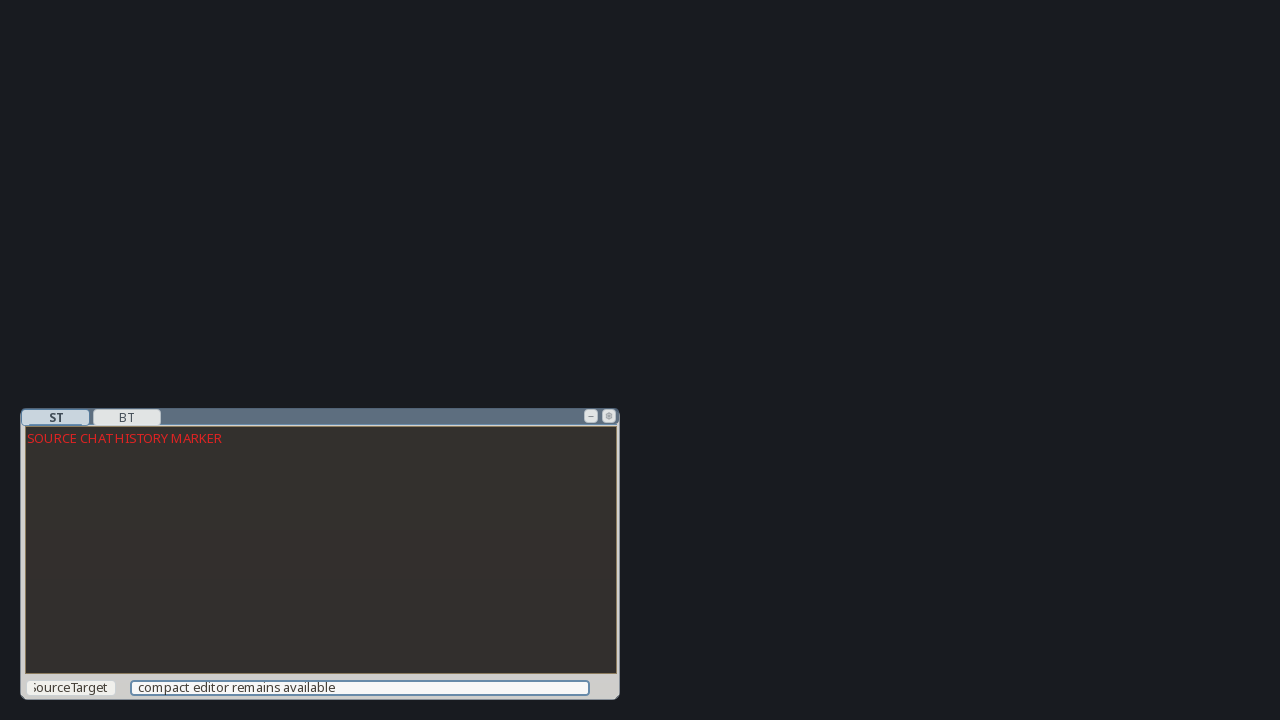 ST
BT
SOURCE CHAT HISTORY MARKER
SourceTarget
compact editor remains available